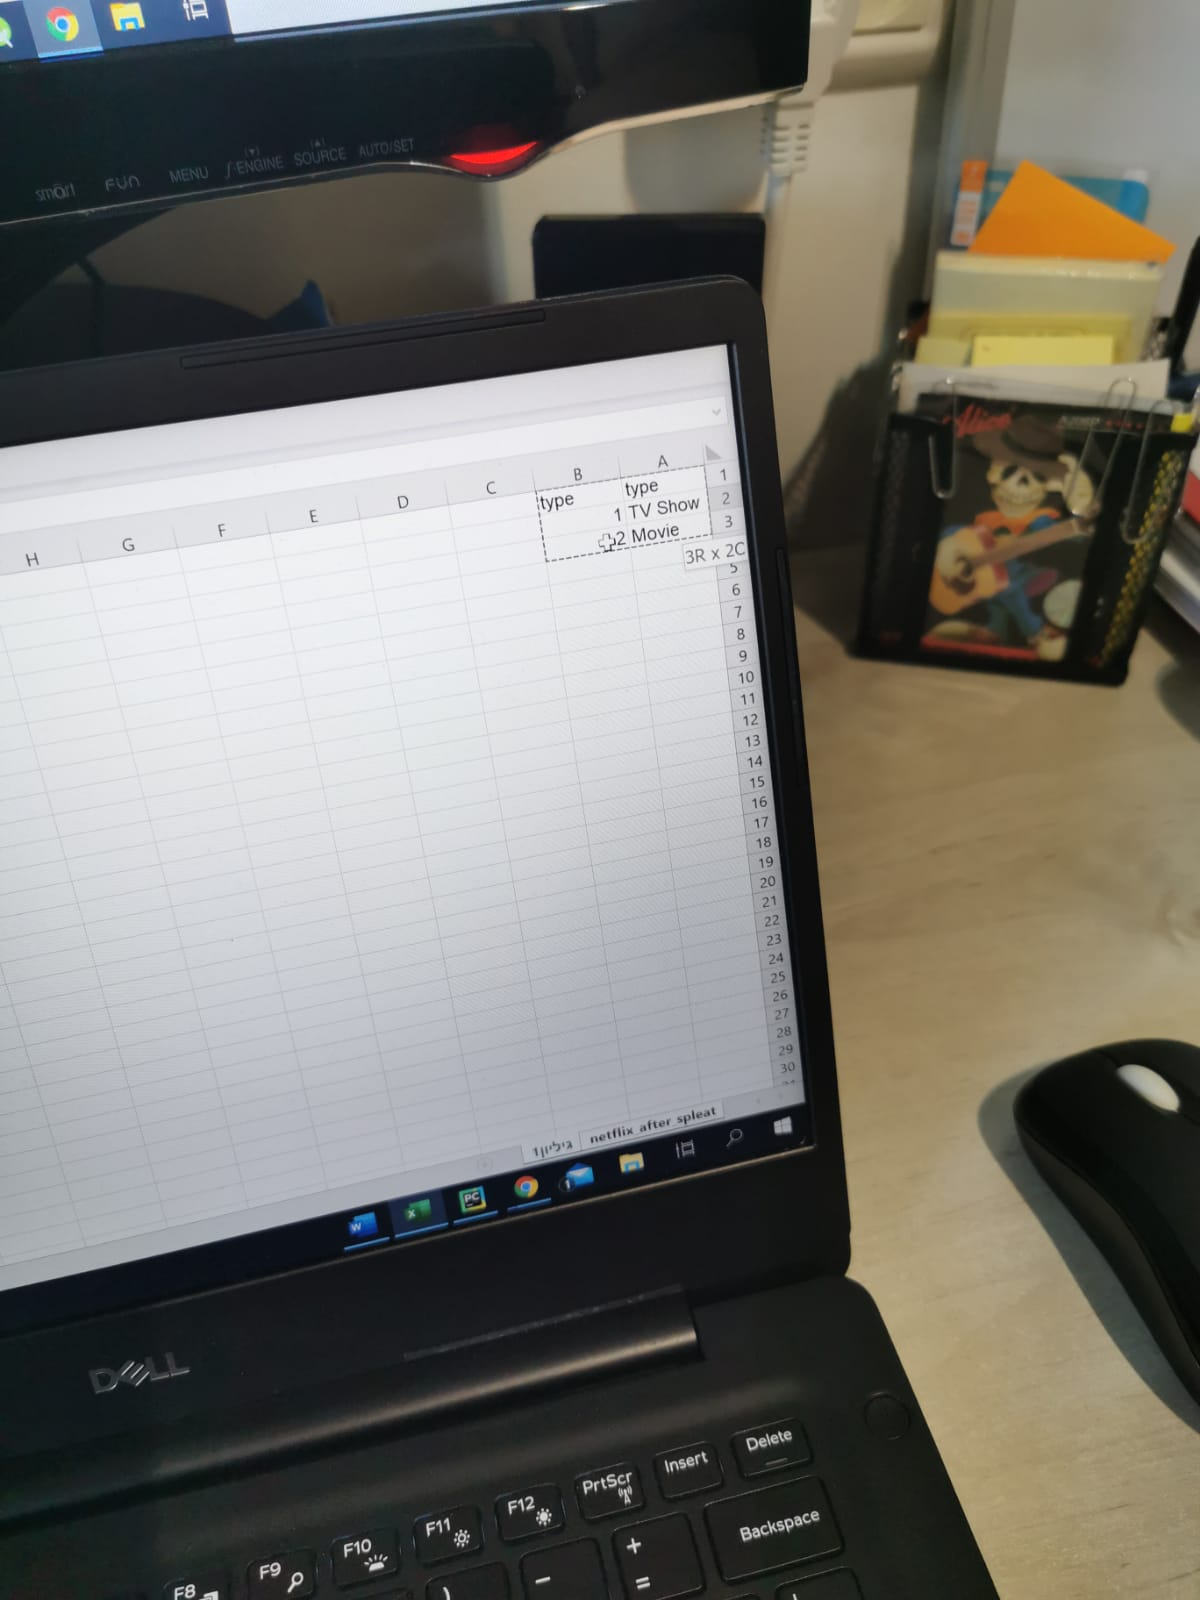 smart FUN MENU f·ENGINE SOURCE AUTO/SET
Alice
H G F E D C B A
1 type type
2 TV Show 1
3 Movie 2
3R x 2C
5
6
7
8
9
10
11
12
13
14
15
16
17
18
19
20
21
22
23
24
25
26
27
28
29
30
גיליון1 netflix_after_spleat
W X PC 1
DELL
F8 F9 F10 F11 F12 PrtScr Insert Delete
) - + = Backspace